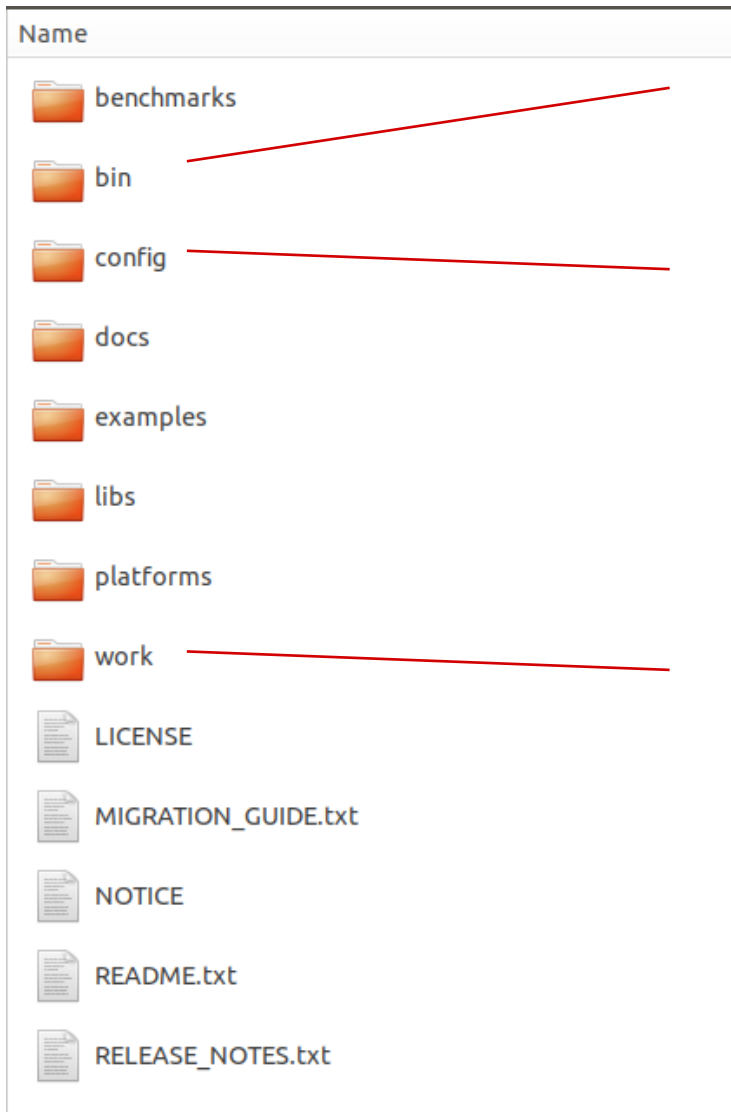 Name
benchmarks
bin
config
docs
examples
libs
platforms
work
LICENSE
MIGRATION_GUIDE.txt
NOTICE
README.txt
RELEASE_NOTES.txt